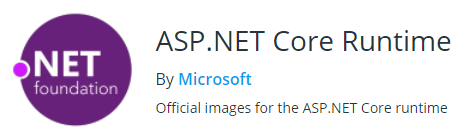 .NET
foundation
ASP.NET Core Runtime
By Microsoft
Official images for the ASP.NET Core runtime